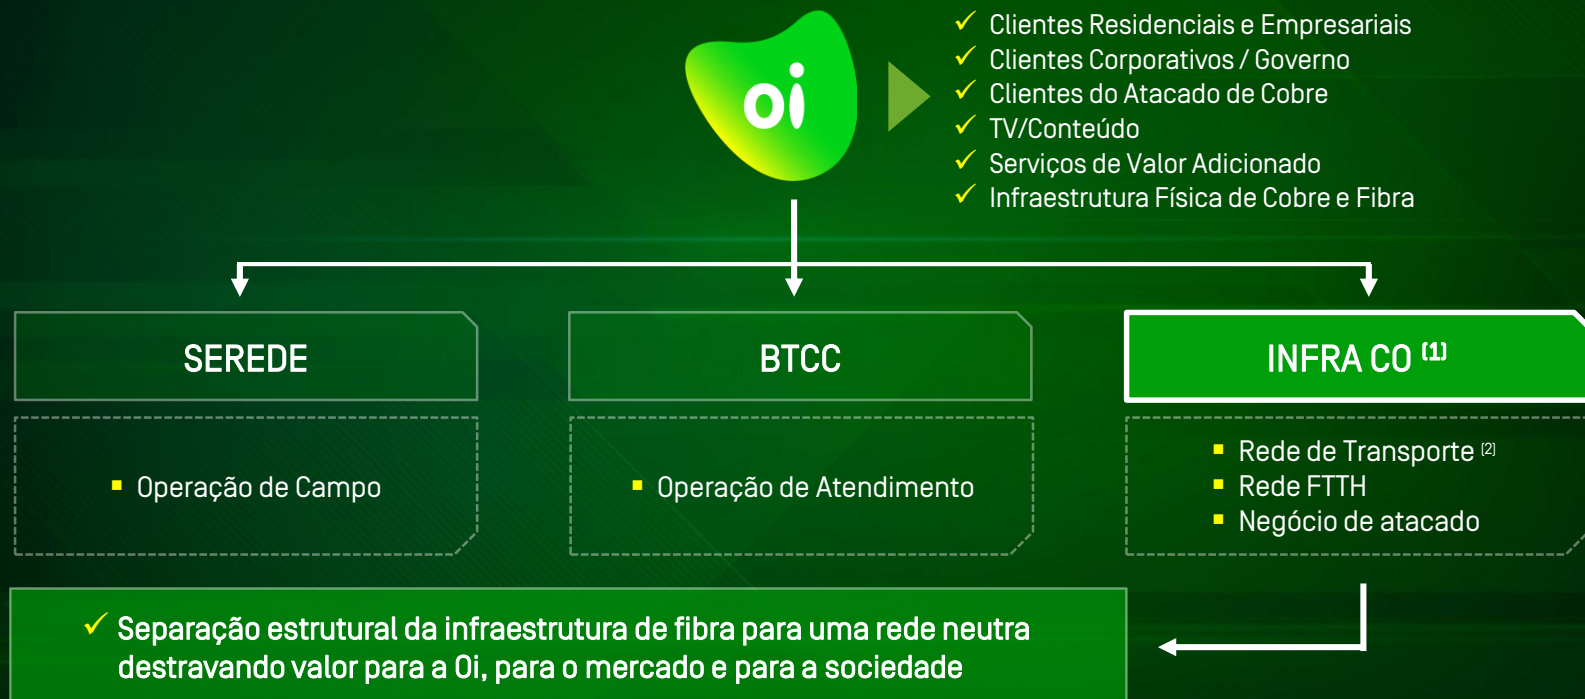 oi
✓ Clientes Residenciais e Empresariais
✓ Clientes Corporativos / Governo
✓ Clientes do Atacado de Cobre
✓ TV/Conteúdo
✓ Serviços de Valor Adicionado
✓ Infraestrutura Física de Cobre e Fibra
SEREDE
BTCC
INFRA CO (1)
▪ Operação de Campo
▪ Operação de Atendimento
▪ Rede de Transporte (2)
▪ Rede FTTH
▪ Negócio de atacado
✓ Separação estrutural da infraestrutura de fibra para uma rede neutra
destravando valor para a Oi, para o mercado e para a sociedade